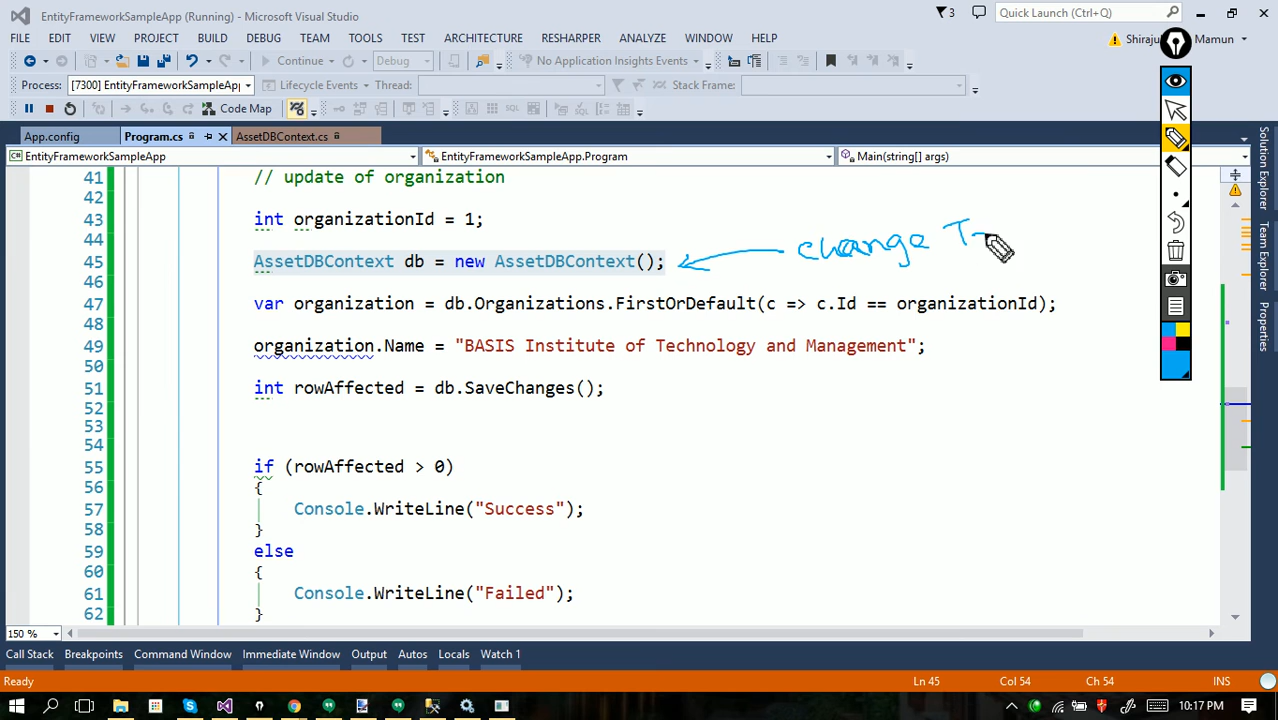 EntityFrameworkSampleApp (Running) - Microsoft Visual Studio
3
Quick Launch (Ctrl+Q)
FILE EDIT VIEW PROJECT BUILD DEBUG TEAM TOOLS TEST ARCHITECTURE RESHARPER ANALYZE WINDOW HELP
Mamun
Continue Debug No Application Insights Events
Process: [7300] EntityFrameworkSampleApp Lifecycle Events Thread: Stack Frame:
Code Map
App.config Program.cs AssetDBContext.cs
EntityFrameworkSampleApp EntityFrameworkSampleApp.Program Main(string[] args)
41 // update of organization
42
43 int organizationId = 1;
44
45 AssetDBContext db = new AssetDBContext(); change T
46
47 var organization = db.Organizations.FirstOrDefault(c => c.Id == organizationId);
48
49 organization.Name = "BASIS Institute of Technology and Management";
50
51 int rowAffected = db.SaveChanges();
52
53
54
55 if (rowAffected > 0)
56 {
57 Console.WriteLine("Success");
58 }
59 else
60 {
61 Console.WriteLine("Failed");
62 }
Solution Explorer
Team Explorer
Properties
150 %
Call Stack Breakpoints Command Window Immediate Window Output Autos Locals Watch 1
Ready Ln 45 Col 54 Ch 54 INS
10:17 PM